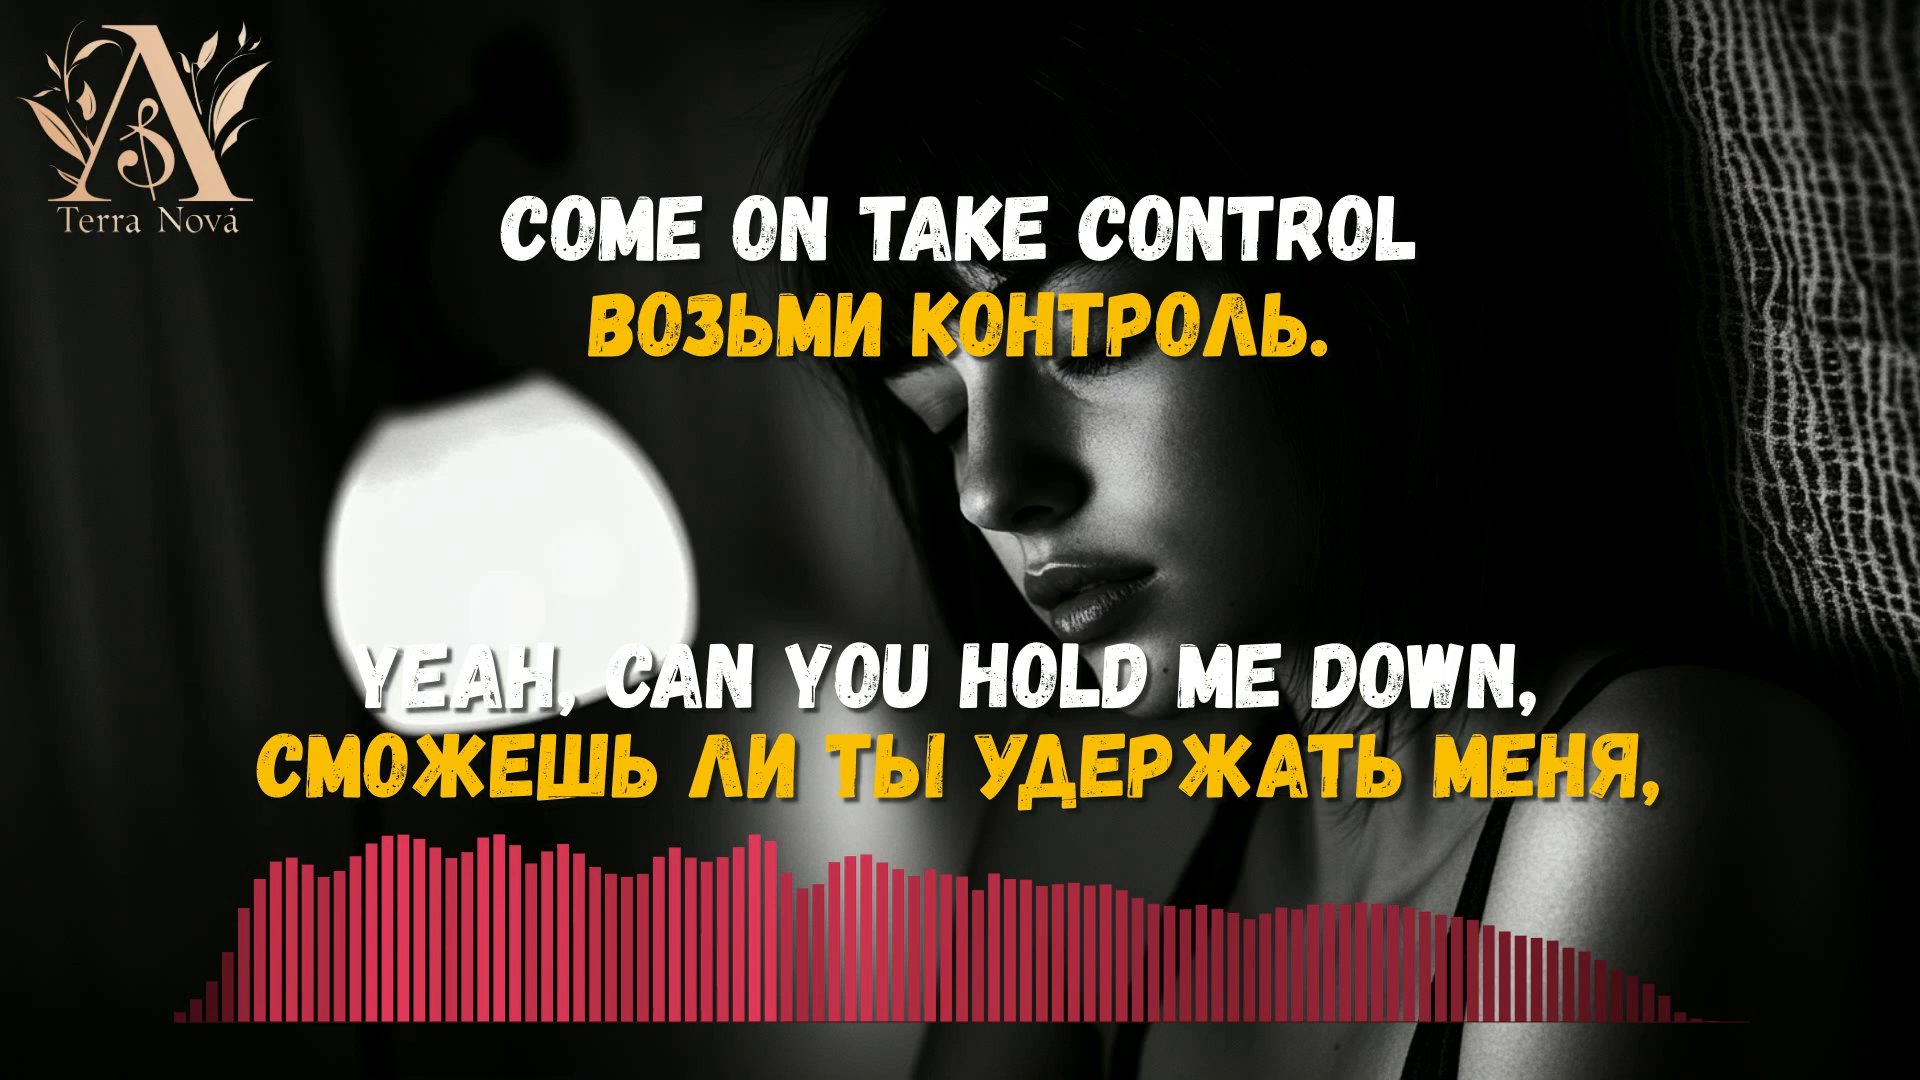 Terra Nova
COME ON TAKE CONTROL
ВОЗЬМИ КОНТРОЛЬ.
YEAH, CAN YOU HOLD ME DOWN,
СМОЖЕШЬ ЛИ ТЫ УДЕРЖАТЬ МЕНЯ,